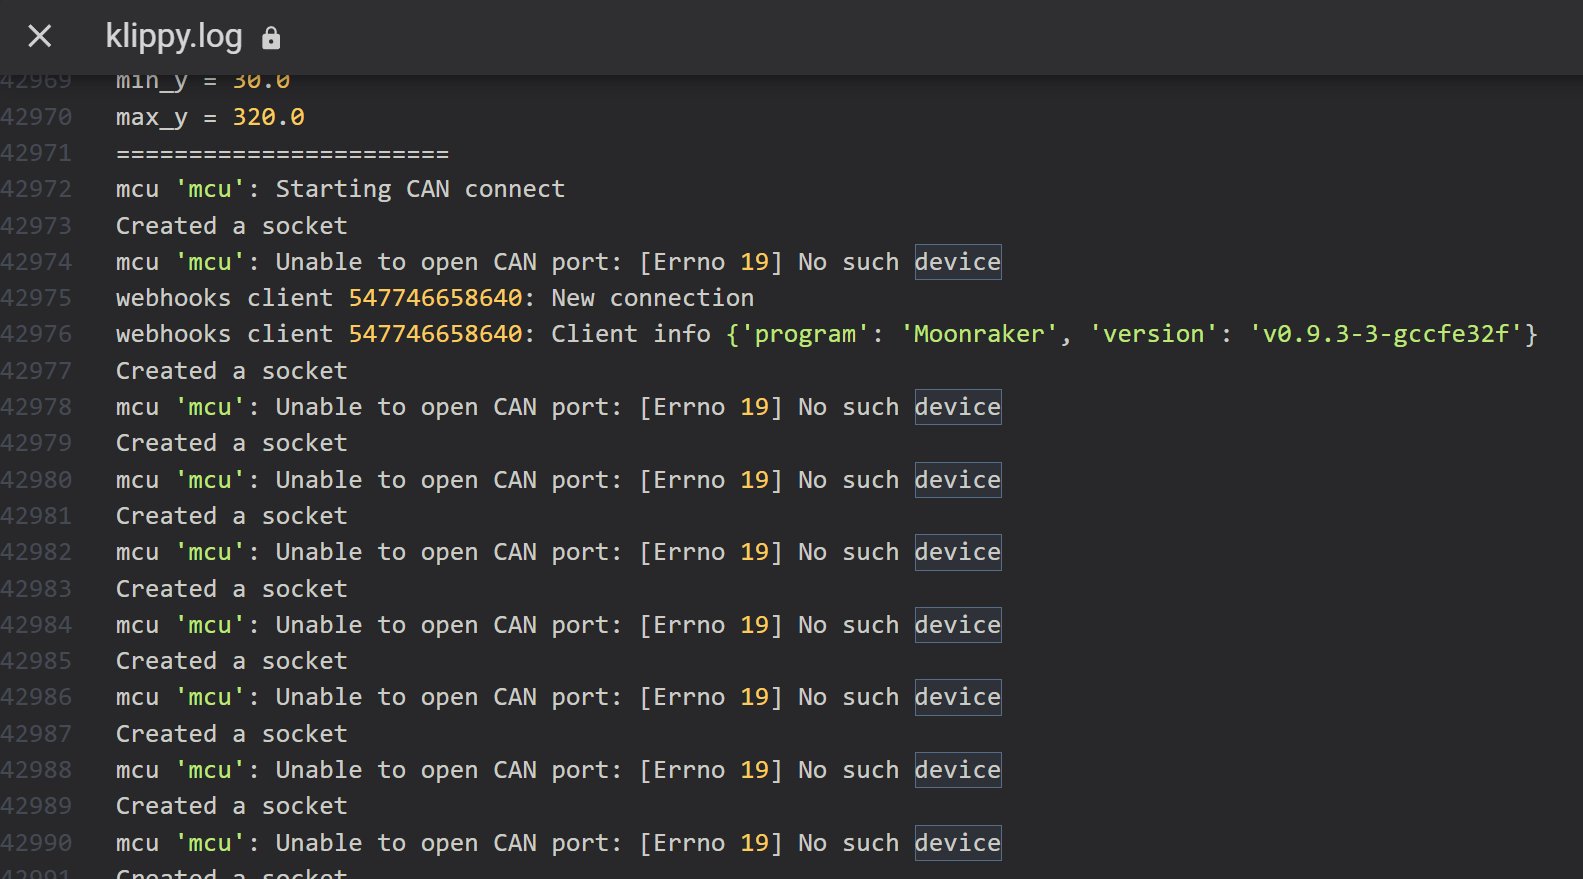 klippy.log
42969 min_y = 30.0
42970 max_y = 320.0
42971 =======================
42972 mcu 'mcu': Starting CAN connect
42973 Created a socket
42974 mcu 'mcu': Unable to open CAN port: [Errno 19] No such device
42975 webhooks client 547746658640: New connection
42976 webhooks client 547746658640: Client info {'program': 'Moonraker', 'version': 'v0.9.3-3-gccfe32f'}
42977 Created a socket
42978 mcu 'mcu': Unable to open CAN port: [Errno 19] No such device
42979 Created a socket
42980 mcu 'mcu': Unable to open CAN port: [Errno 19] No such device
42981 Created a socket
42982 mcu 'mcu': Unable to open CAN port: [Errno 19] No such device
42983 Created a socket
42984 mcu 'mcu': Unable to open CAN port: [Errno 19] No such device
42985 Created a socket
42986 mcu 'mcu': Unable to open CAN port: [Errno 19] No such device
42987 Created a socket
42988 mcu 'mcu': Unable to open CAN port: [Errno 19] No such device
42989 Created a socket
42990 mcu 'mcu': Unable to open CAN port: [Errno 19] No such device
42991 Created a socket